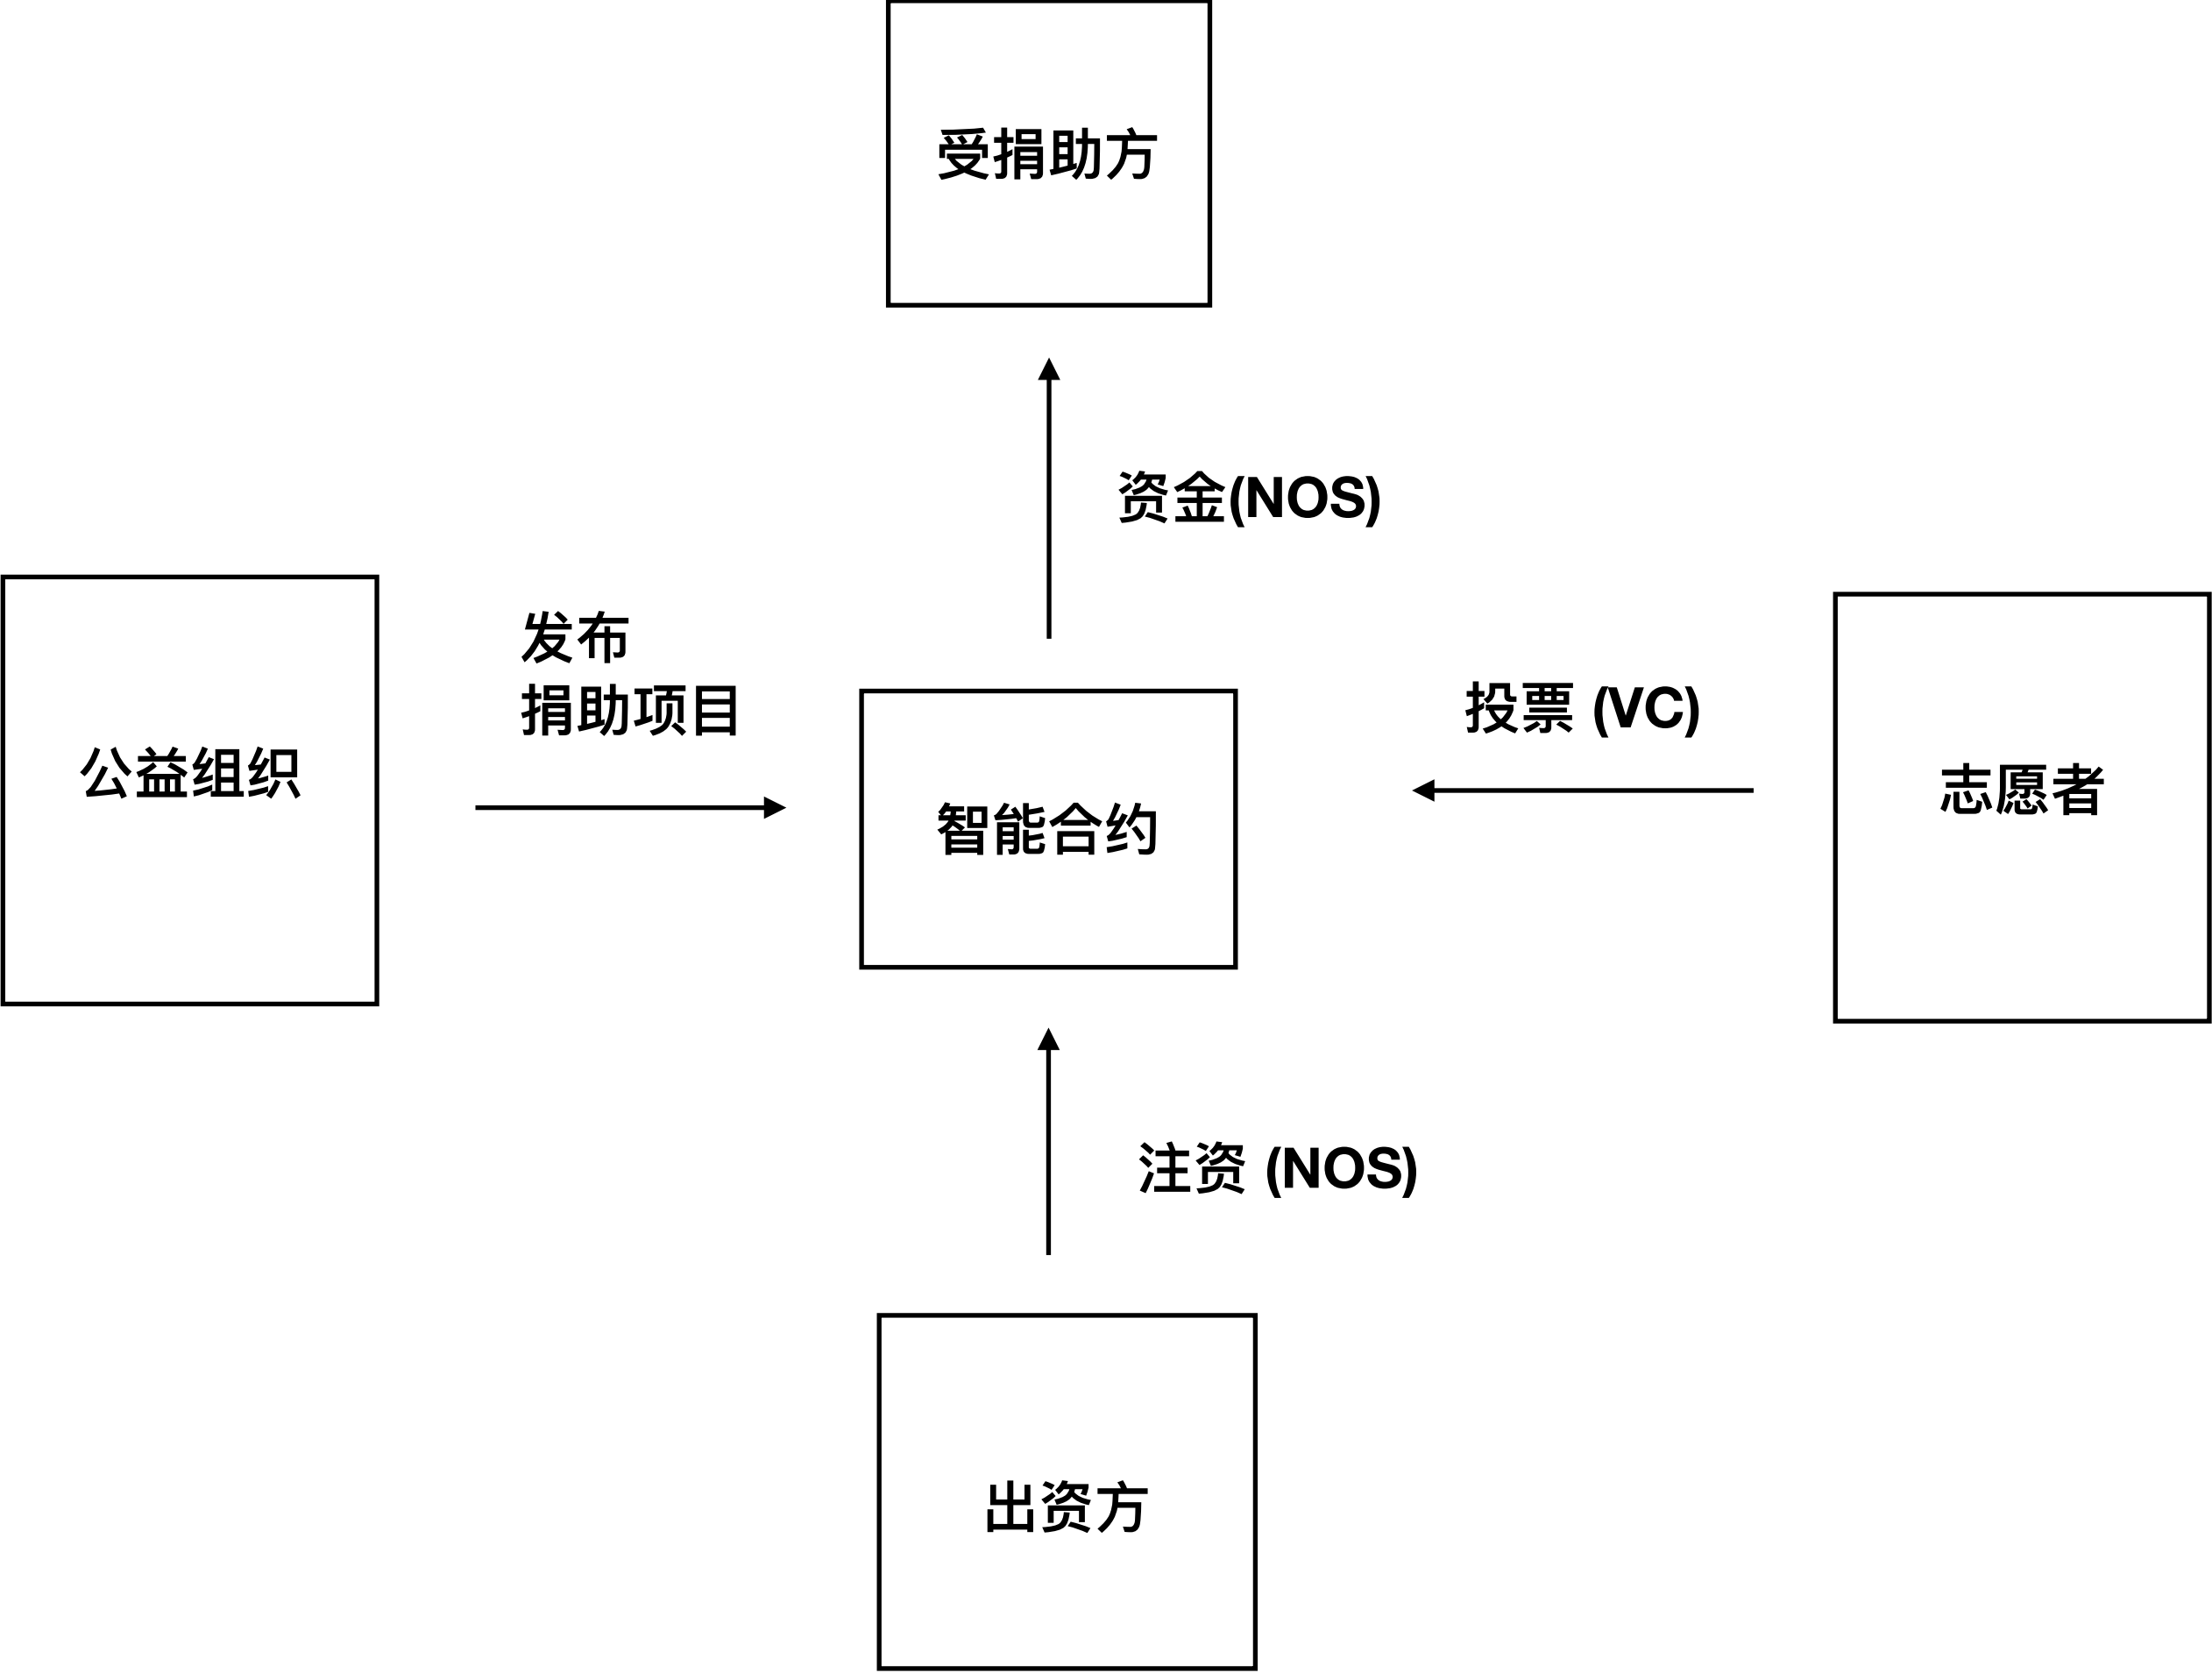 受捐助方
资金(NOS)
发布
捐助项目
公益组织
投票 (VC)
志愿者
智能合约
注资 (NOS)
出资方